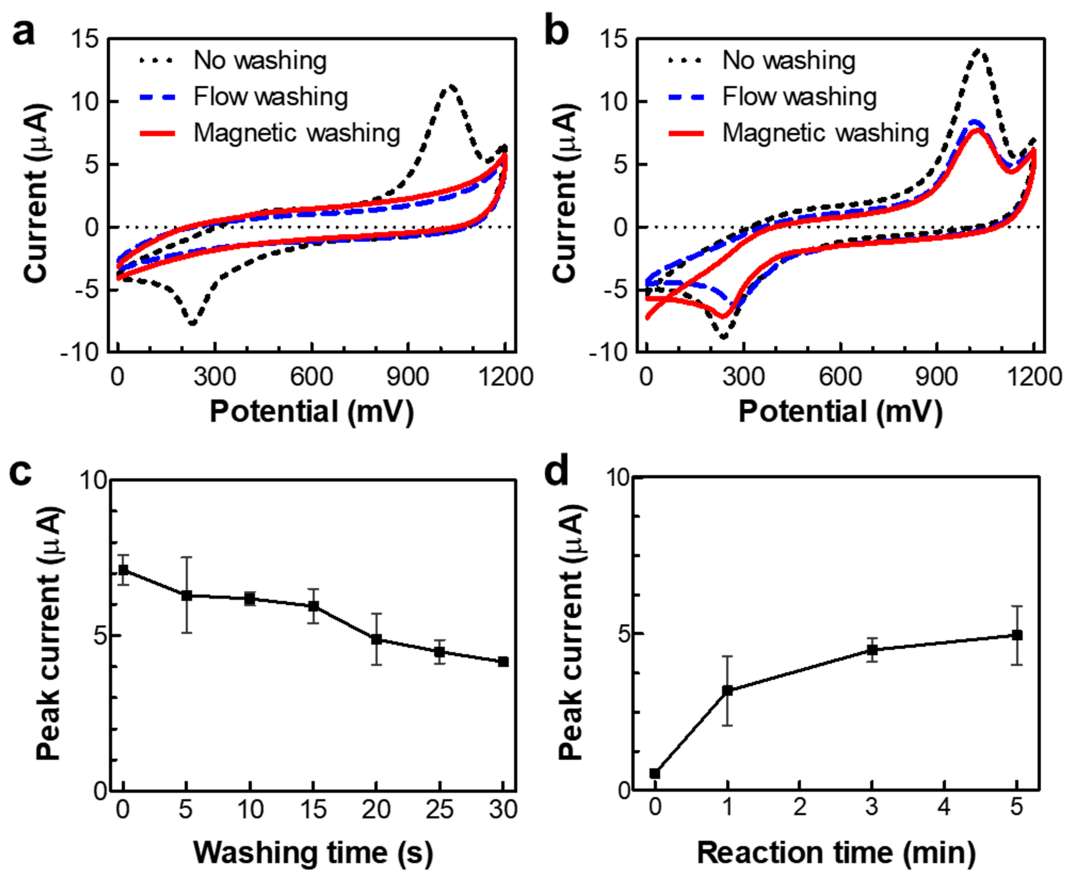 a
No washing
Flow washing
Magnetic washing
15
10
5
0
-5
-10
Current (μA)
0 300 600 900 1200
Potential (mV)
b
No washing
Flow washing
Magnetic washing
15
10
5
0
-5
-10
Current (μA)
0 300 600 900 1200
Potential (mV)
c
10
5
0
Peak current (μA)
0 5 10 15 20 25 30
Washing time (s)
d
10
5
0
Peak current (μA)
0 1 2 3 4 5
Reaction time (min)